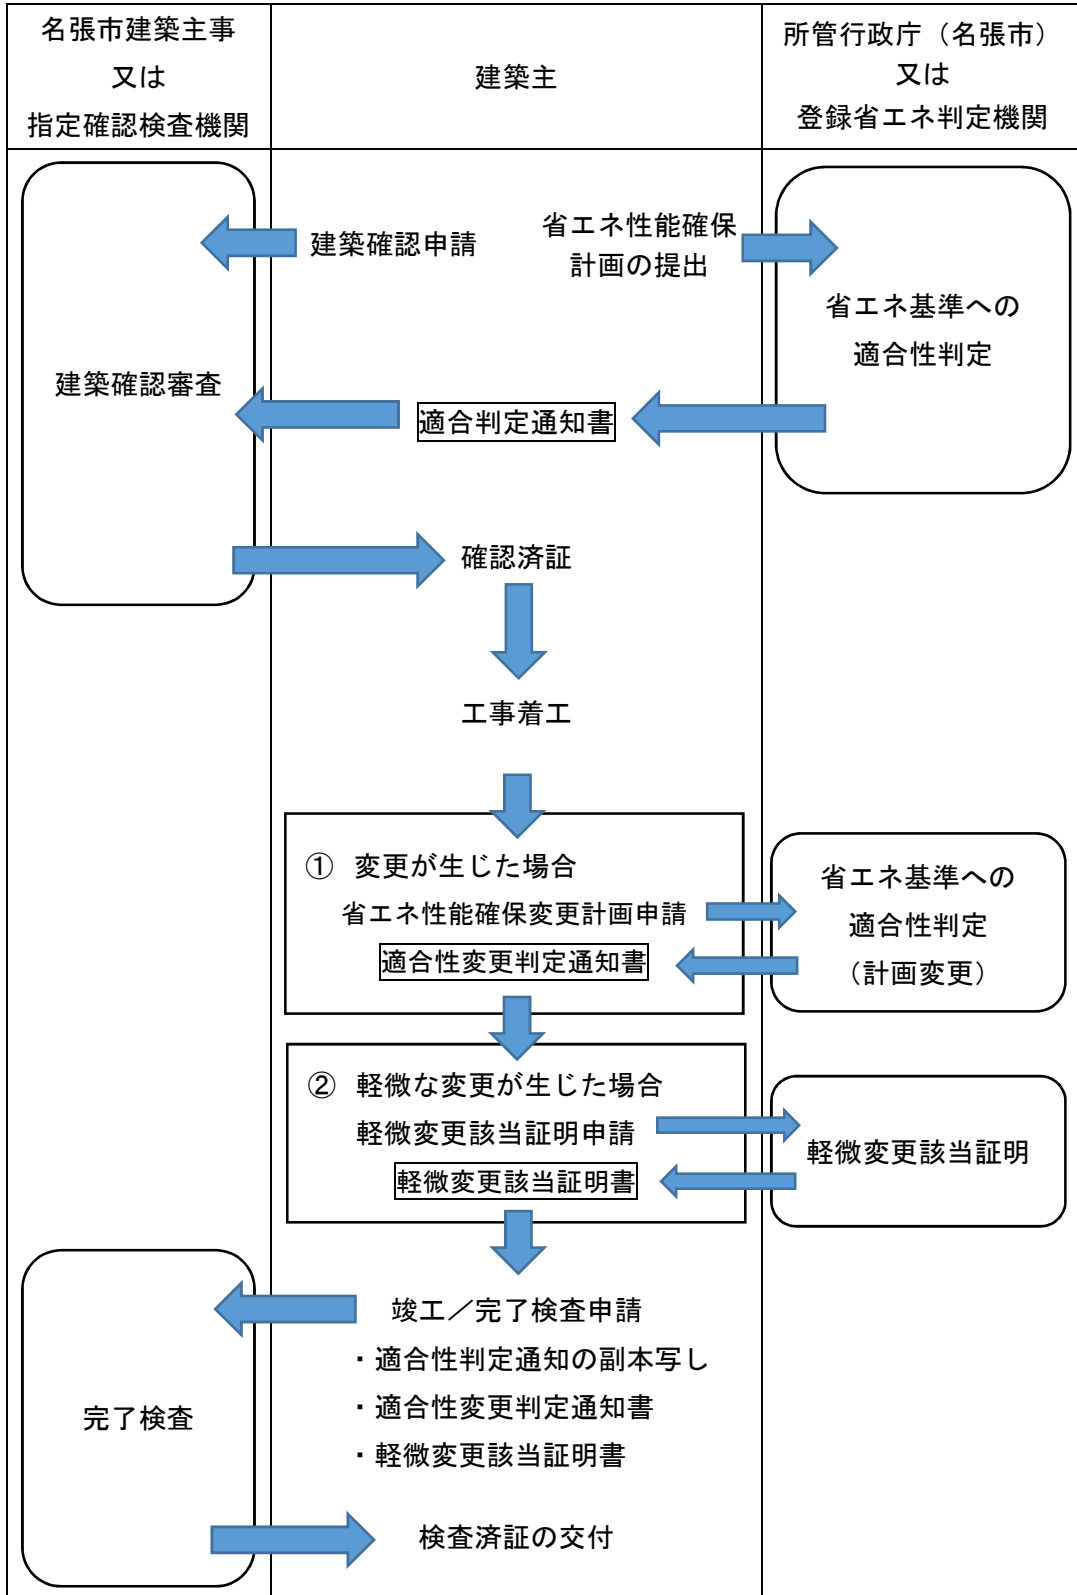 名張市建築主事
又は
指定確認検査機関
建築主
所管行政庁（名張市）
又は
登録省エネ判定機関
建築確認申請
省エネ性能確保
計画の提出
省エネ基準への
適合性判定
建築確認審査
適合判定通知書
確認済証
工事着工
① 変更が生じた場合
省エネ性能確保変更計画申請
適合性変更判定通知書
省エネ基準への
適合性判定
（計画変更）
② 軽微な変更が生じた場合
軽微変更該当証明申請
軽微変更該当証明書
軽微変更該当証明
竣工／完了検査申請
・適合性判定通知の副本写し
・適合性変更判定通知書
・軽微変更該当証明書
完了検査
検査済証の交付